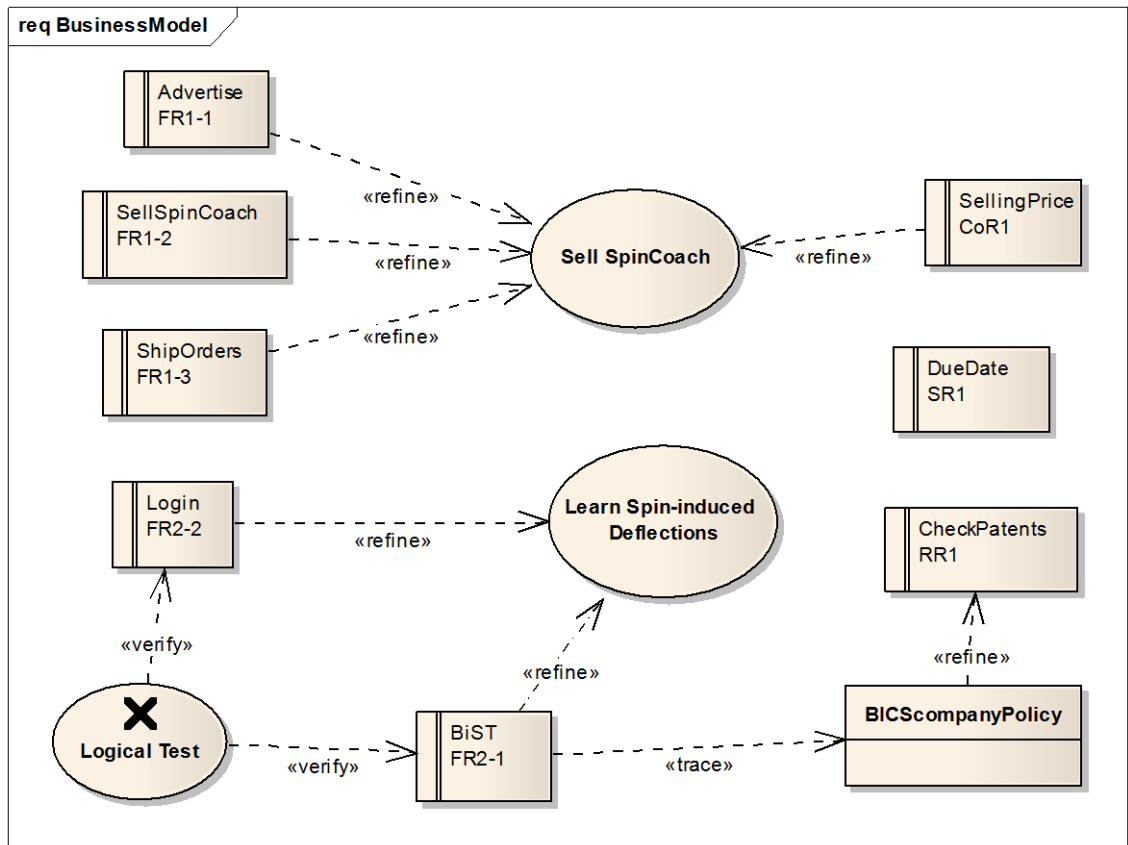 req BusinessModel
Advertise
FR1-1
«refine»
SellSpinCoach
FR1-2
«refine»
Sell SpinCoach
SellingPrice
CoR1
«refine»
ShipOrders
FR1-3
«refine»
DueDate
SR1
Login
FR2-2
«refine»
Learn Spin-induced
Deflections
CheckPatents
RR1
«verify»
«refine»
«refine»
Logical Test
«verify»
BiST
FR2-1
«trace»
BICScompanyPolicy